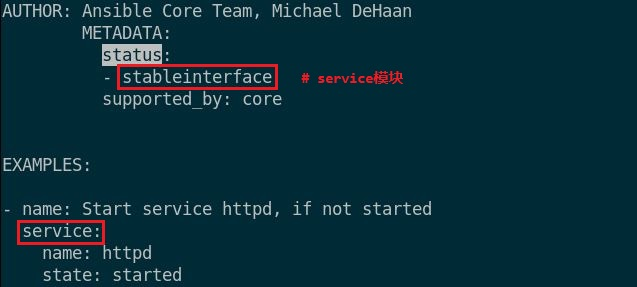 AUTHOR: Ansible Core Team, Michael DeHaan
METADATA:
status:
- stableinterface # service模块
supported_by: core
EXAMPLES:
- name: Start service httpd, if not started
service:
name: httpd
state: started